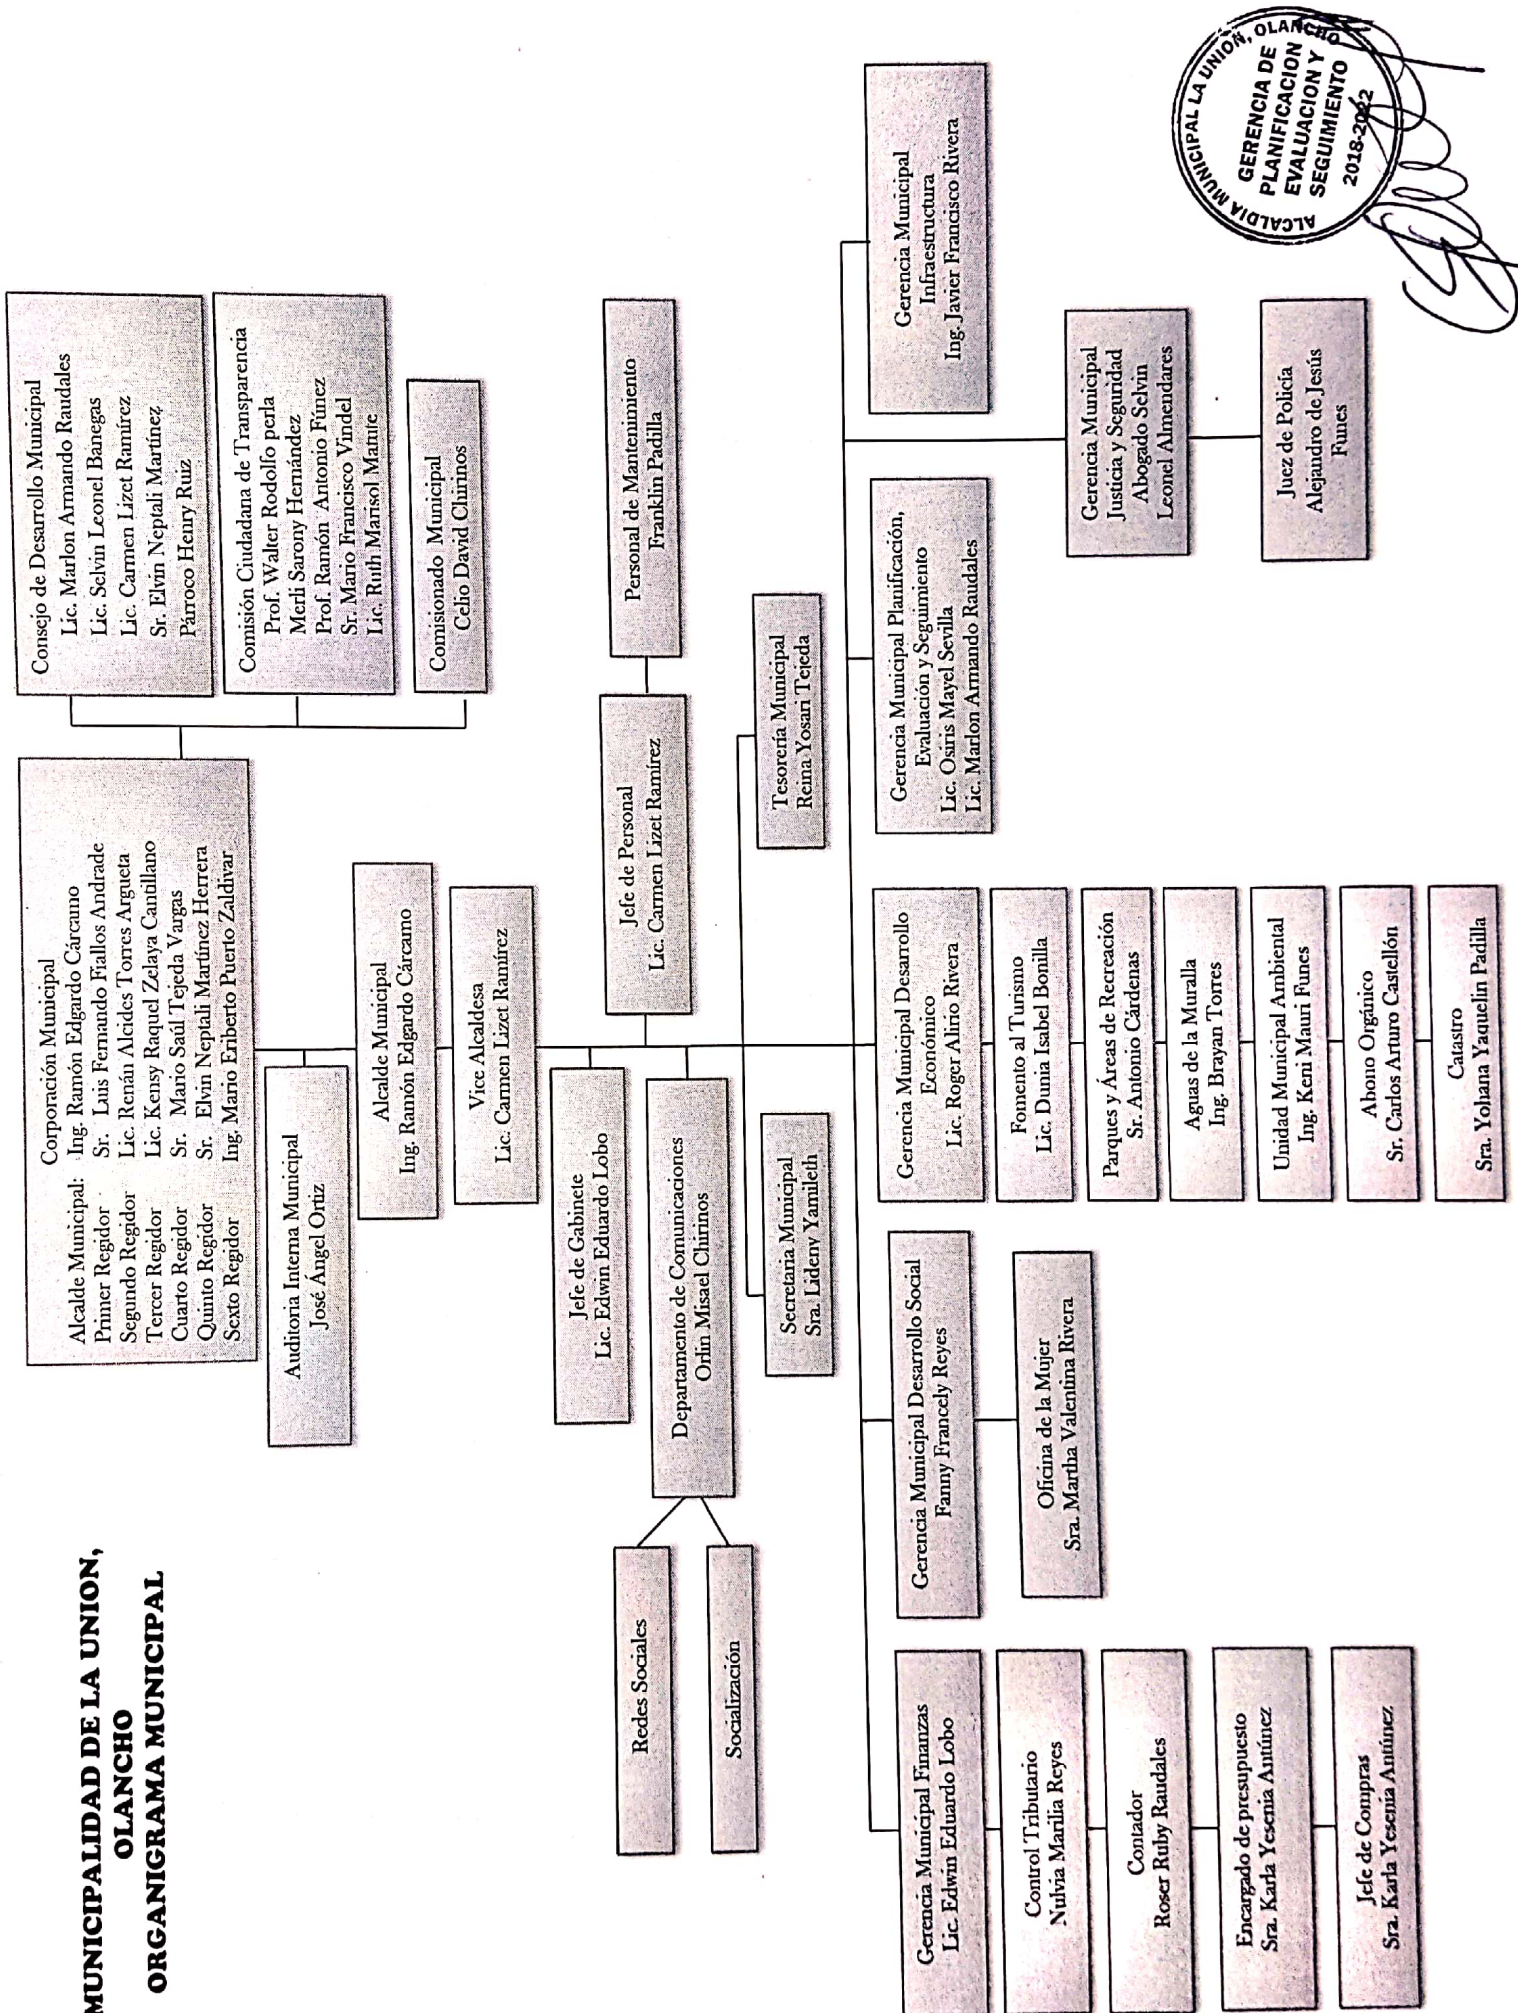 MUNICIPALIDAD DE LA UNION,
OLANCHO
ORGANIGRAMA MUNICIPAL
Corporación Municipal
Alcalde Municipal: Ing. Ramón Edgardo Cárcamo
Primer Regidor Sr. Luis Fernando Fiallos Andrade
Segundo Regidor Lic. Renán Alcides Torres Argueta
Tercer Regidor Lic. Kensy Raquel Zelaya Cantillano
Cuarto Regidor Sr. Mario Saúl Tejeda Vargas
Quinto Regidor Sr. Elvin Neptali Martínez Herrera
Sexto Regidor Ing. Mario Eriberto Puerto Zaldivar
Consejo de Desarrollo Municipal
Lic. Marlon Armando Raudales
Lic. Selvin Leonel Banegas
Lic. Carmen Lizet Ramírez
Sr. Elvin Neptali Martínez
Párroco Henry Ruiz
Comisión Ciudadana de Transparencia
Prof. Walter Rodolfo perla
Merli Sarony Hernández
Prof. Ramón Antonio Fúnez
Sr. Mario Francisco Vindel
Lic. Ruth Marisol Matute
Comisionado Municipal
Celio David Chirinos
Auditoria Interna Municipal
José Ángel Ortiz
Alcalde Municipal
Ing. Ramón Edgardo Cárcamo
Vice Alcaldesa
Lic. Carmen Lizet Ramírez
Jefe de Gabinete
Lic. Edwin Eduardo Lobo
Jefe de Personal
Lic. Carmen Lizet Ramírez
Personal de Mantenimiento
Franklin Padilla
Departamento de Comunicaciones
Orlin Misael Chirinos
Redes Sociales
Socialización
Secretaria Municipal
Sra. Lideny Yamileth
Tesorería Municipal
Reina Yosari Tejeda
Gerencia Municipal Finanzas
Lic. Edwin Eduardo Lobo
Control Tributario
Nulvia Marilia Reyes
Contador
Roser Ruby Raudales
Encargado de presupuesto
Sra. Karla Yesenia Antúnez
Jefe de Compras
Sra. Karla Yesenia Antúnez
Gerencia Municipal Desarrollo Social
Fanny Francely Reyes
Oficina de la Mujer
Sra. Martha Valentina Rivera
Gerencia Municipal Desarrollo
Económico
Lic. Roger Alirio Rivera
Fomento al Turismo
Lic. Dunia Isabel Bonilla
Parques y Áreas de Recreación
Sr. Antonio Cárdenas
Aguas de la Muralla
Ing. Brayan Torres
Unidad Municipal Ambiental
Ing. Keni Mauri Funes
Abono Orgánico
Sr. Carlos Arturo Castellón
Catastro
Sra. Yohana Yaquelin Padilla
Gerencia Municipal Planificación,
Evaluación y Seguimiento
Lic. Osiris Mayel Sevilla
Lic. Marlon Armando Raudales
Gerencia Municipal
Justicia y Seguridad
Abogado Selvin
Leonel Almendares
Juez de Policía
Alejandro de Jesús
Funes
Gerencia Municipal
Infraestructura
Ing. Javier Francisco Rivera
ALCALDIA MUNICIPAL LA UNION, OLANCHO
GERENCIA DE
PLANIFICACION
EVALUACION Y
SEGUIMIENTO
2018-2022